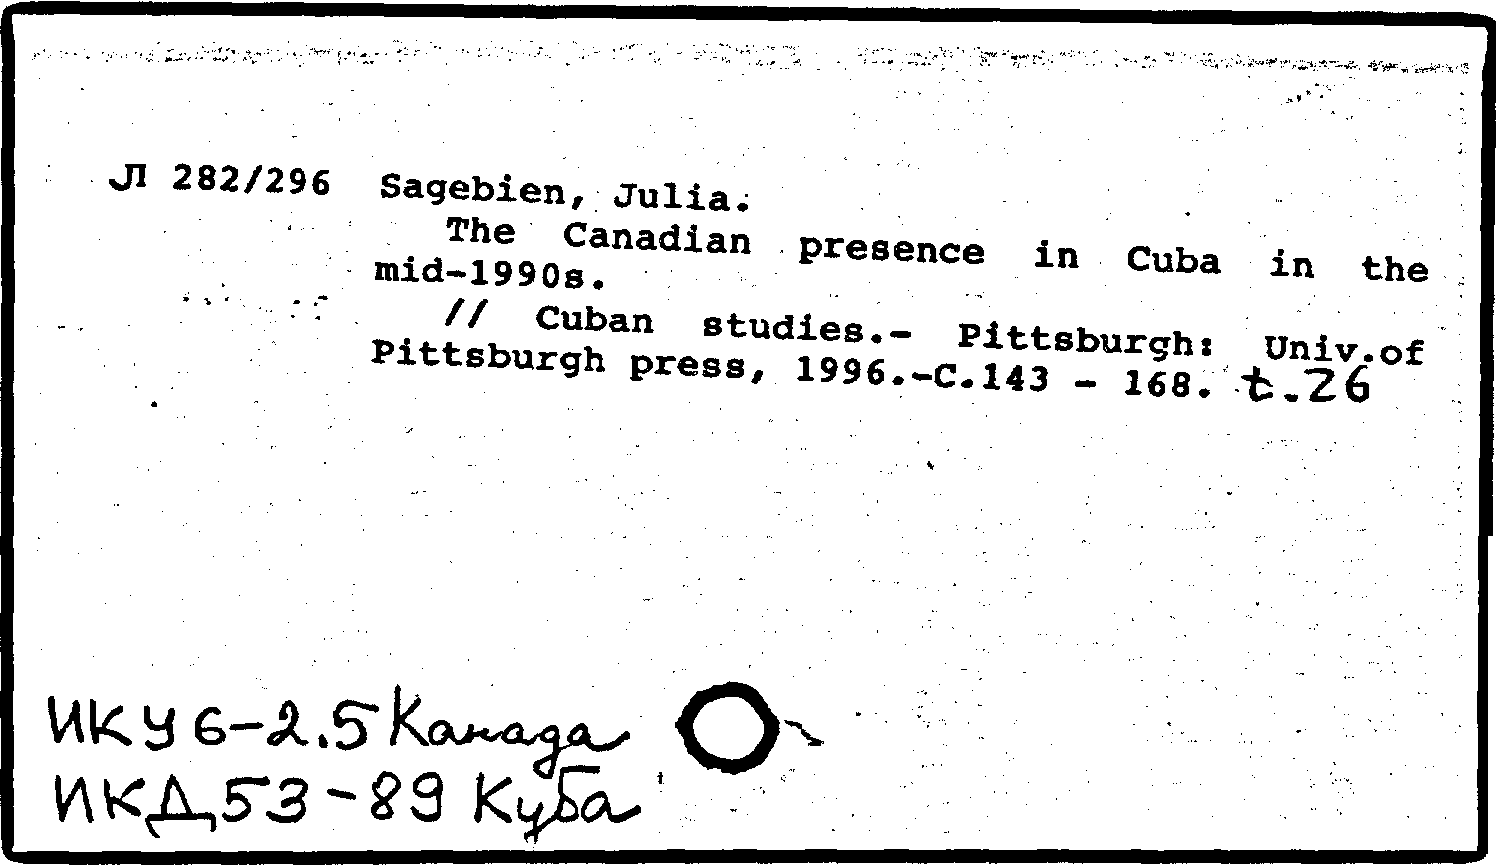 Л 282/296 Sagebien, Julia.
The Canadian presence in Cuba in the
mid-1990s.
// Cuban studies.- Pittsburgh: Univ.of
Pittsburgh press, 1996.-C.143 - 168. t.26
ИКУ6-2.5 Канада
ИКД53-89 Куба